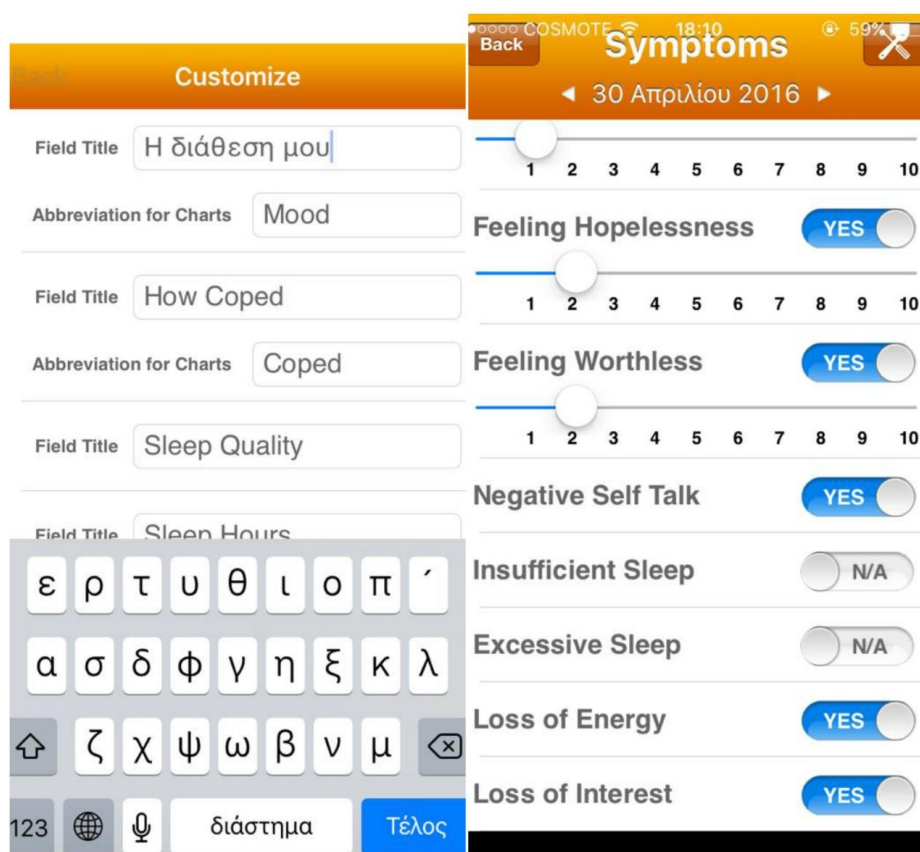 Back
Customize
Field Title Η διάθεση μου
Abbreviation for Charts Mood
Field Title How Coped
Abbreviation for Charts Coped
Field Title Sleep Quality
Field Title Sleep Hours
ε ρ τ υ θ ι ο π ´
α σ δ φ γ η ξ κ λ
ζ χ ψ ω β ν μ
123 διάστημα Τέλος
COSMOTE 18:10 59%
Back Symptoms
30 Απριλίου 2016
1 2 3 4 5 6 7 8 9 10
Feeling Hopelessness YES
1 2 3 4 5 6 7 8 9 10
Feeling Worthless YES
1 2 3 4 5 6 7 8 9 10
Negative Self Talk YES
Insufficient Sleep N/A
Excessive Sleep N/A
Loss of Energy YES
Loss of Interest YES